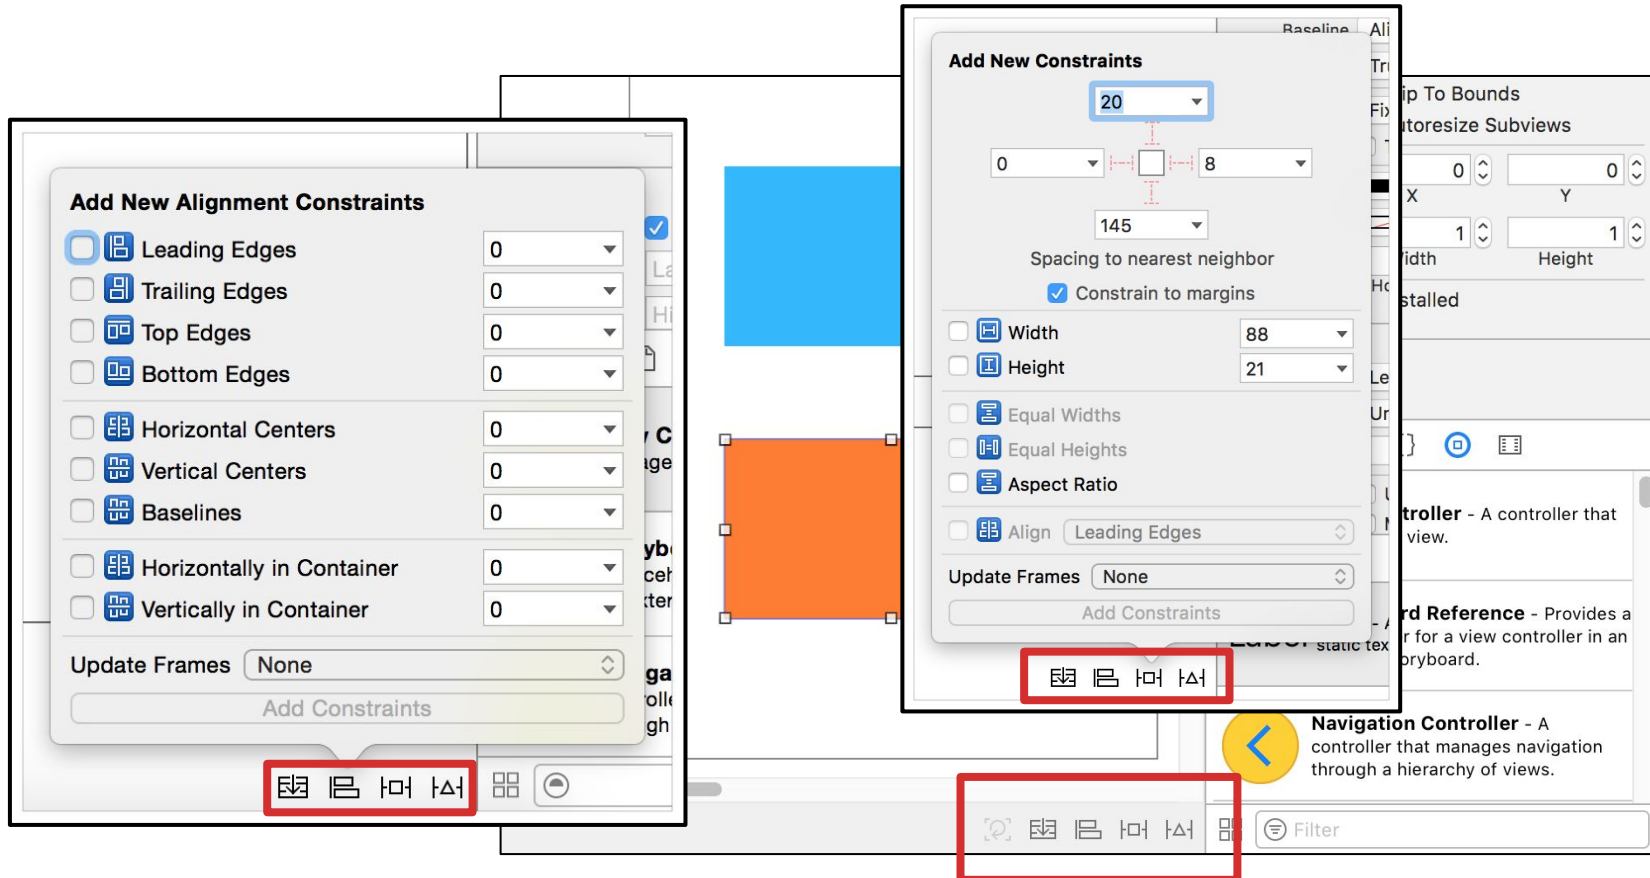 Add New Alignment Constraints
Leading Edges 0
Trailing Edges 0
Top Edges 0
Bottom Edges 0
Horizontal Centers 0
Vertical Centers 0
Baselines 0
Horizontally in Container 0
Vertically in Container 0
Update Frames None
Add Constraints
Baseline
Add New Constraints
20
0 8
145
Spacing to nearest neighbor
Constrain to margins
Width 88
Height 21
Equal Widths
Equal Heights
Aspect Ratio
Align Leading Edges
Update Frames None
Add Constraints
static
ip To Bounds
utoresize Subviews
0 0
X Y
1 1
idth Height
stalled
troller - A controller that
view.
rd Reference - Provides a
r for a view controller in an
oryboard.
Navigation Controller - A
controller that manages navigation
through a hierarchy of views.
Filter